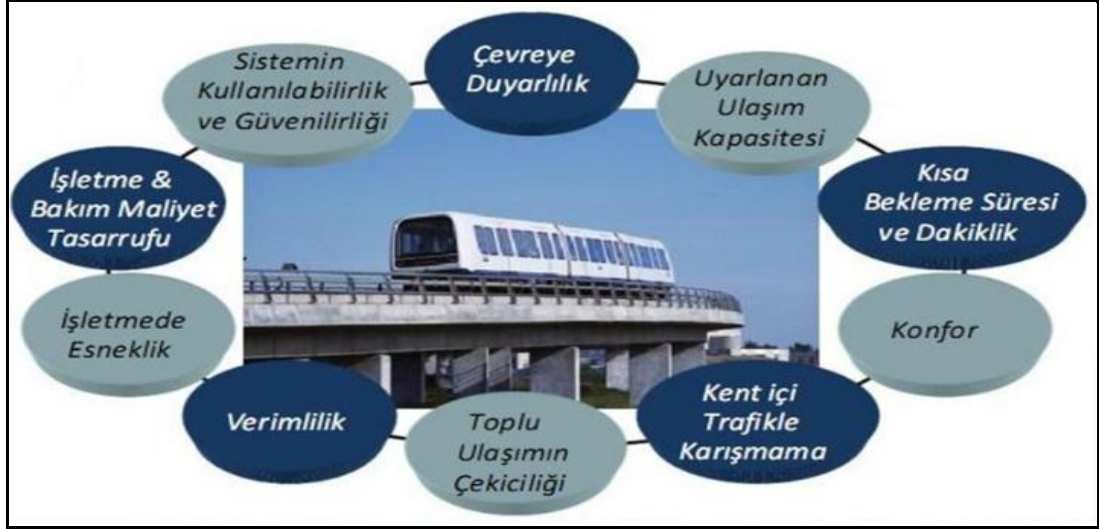 Çevreye
Duyarlılık
Uyarlanan
Ulaşım
Kapasitesi
Kısa
Bekleme Süresi
ve Dakiklik
Konfor
Kent içi
Trafikle
Karışmama
Toplu
Ulaşımın
Çekiciliği
Verimlilik
İşletmede
Esneklik
İşletme &
Bakım Maliyet
Tasarrufu
Sistemin
Kullanılabilirlik
ve Güvenilirliği